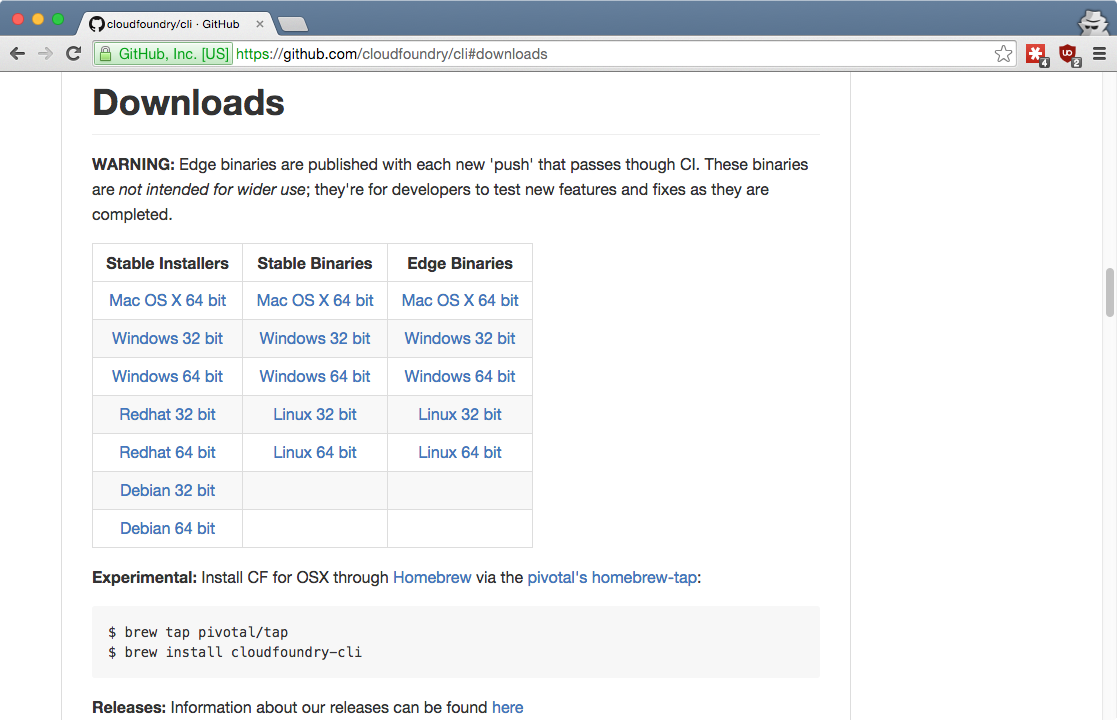 cloudfoundry/cli · GitHub
GitHub, Inc. [US] https://github.com/cloudfoundry/cli#downloads
4
UD
2
Downloads
WARNING: Edge binaries are published with each new 'push' that passes though CI. These binaries
are not intended for wider use; they're for developers to test new features and fixes as they are
completed.
Stable Installers Stable Binaries Edge Binaries
Mac OS X 64 bit Mac OS X 64 bit Mac OS X 64 bit
Windows 32 bit Windows 32 bit Windows 32 bit
Windows 64 bit Windows 64 bit Windows 64 bit
Redhat 32 bit Linux 32 bit Linux 32 bit
Redhat 64 bit Linux 64 bit Linux 64 bit
Debian 32 bit
Debian 64 bit
Experimental: Install CF for OSX through Homebrew via the pivotal's homebrew-tap:
$ brew tap pivotal/tap
$ brew install cloudfoundry-cli
Releases: Information about our releases can be found here